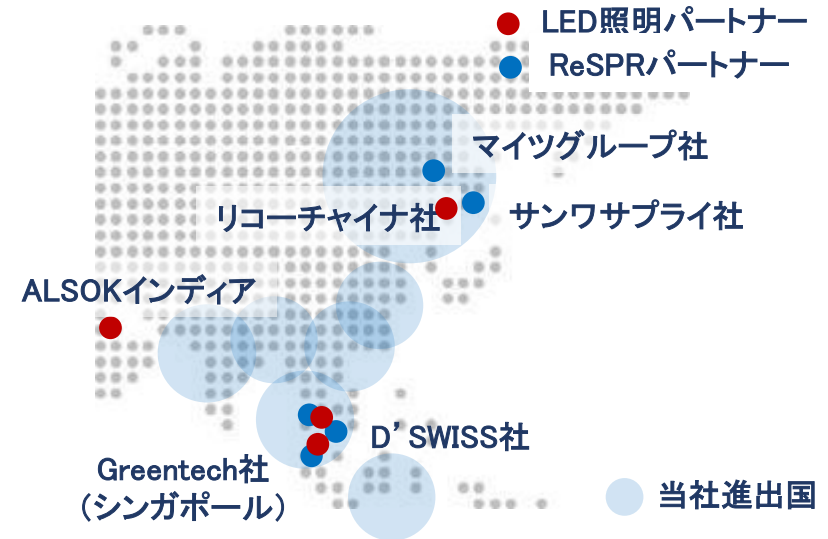 LED照明パートナー
ReSPRパートナー
マイツグループ社
リコーチャイナ社
サンワサプライ社
ALSOKインディア
D’SWISS社
Greentech社
(シンガポール)
当社進出国